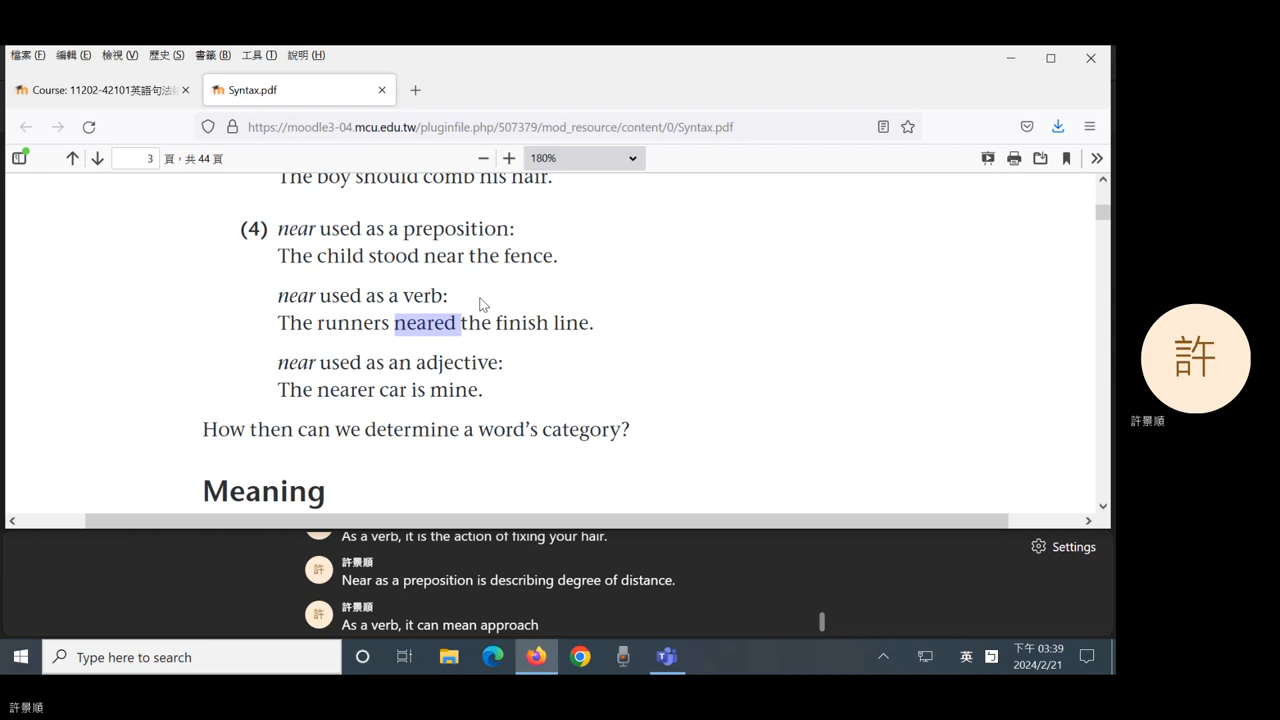 檔案 (F) 編輯 (E) 檢視 (V) 歷史 (S) 書籤 (B) 工具 (T) 說明 (H)
Course: 11202-42101英語句法
Syntax.pdf
https://moodle3-04.mcu.edu.tw/pluginfile.php/507379/mod_resource/content/0/Syntax.pdf
3 頁，共 44 頁
180%
The boy should comb his hair.
(4) near used as a preposition:
The child stood near the fence.
near used as a verb:
The runners neared the finish line.
near used as an adjective:
The nearer car is mine.
How then can we determine a word's category?
Meaning
許
許景順
As a verb, it is the action of fixing your hair.
Settings
許
許景順
Near as a preposition is describing degree of distance.
許
許景順
As a verb, it can mean approach
Type here to search
英
下午 03:39
2024/2/21
許景順